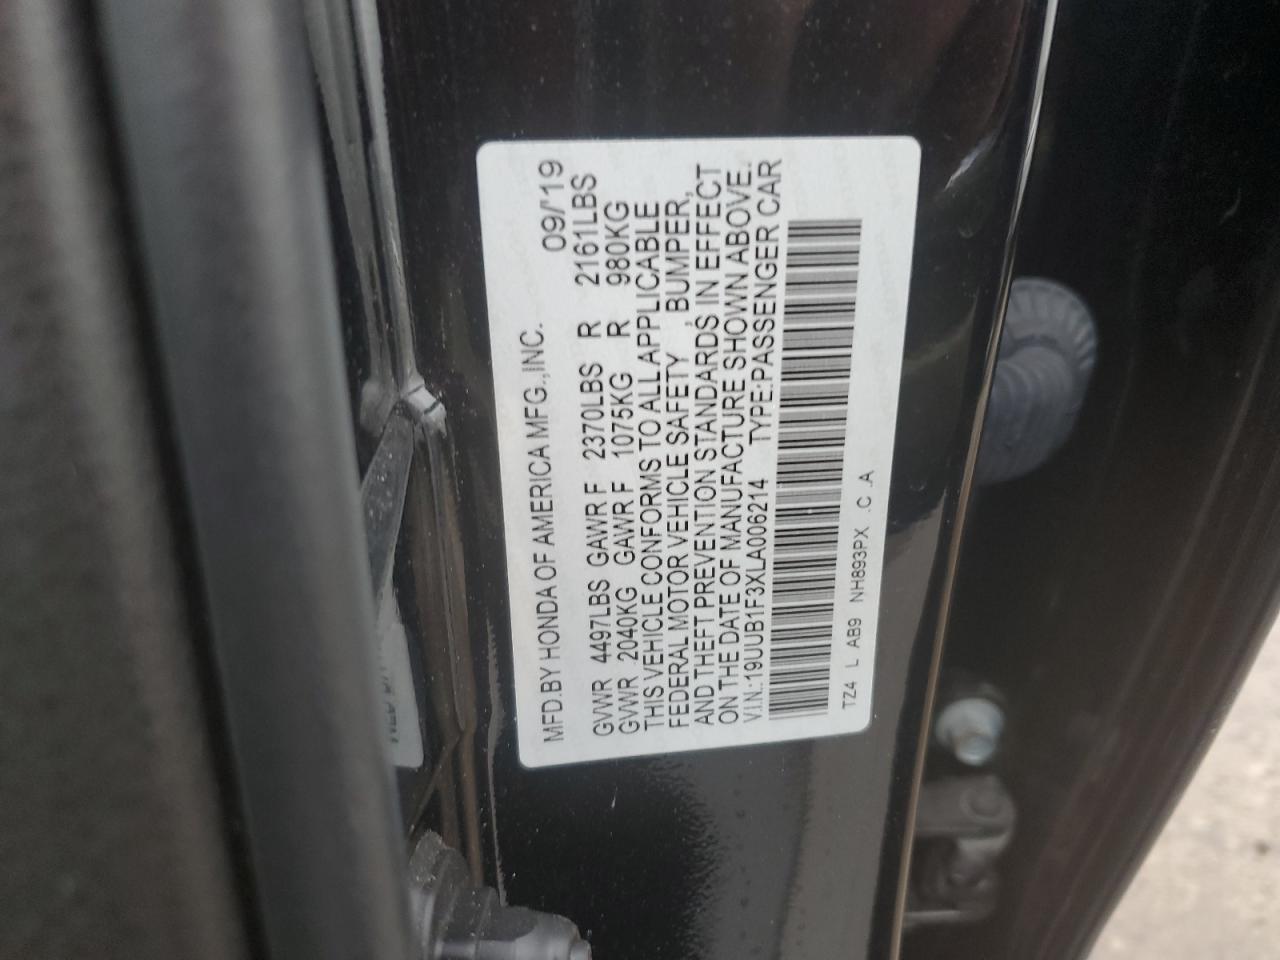 MFD.BY HONDA OF AMERICA MFG.,INC. 09/'19
GVWR 4497LBS GAWR F 2370LBS R 2161LBS
GVWR 2040KG GAWR F 1075KG R 980KG
THIS VEHICLE CONFORMS TO ALL APPLICABLE
FEDERAL MOTOR VEHICLE SAFETY , BUMPER,
AND THEFT PREVENTION STANDARDS IN EFFECT
ON THE DATE OF MANUFACTURE SHOWN ABOVE.
V.I.N.:19UUB1F3XLA006214 TYPE:PASSENGER CAR
TZ4 L AB9 NH893PX .C .A